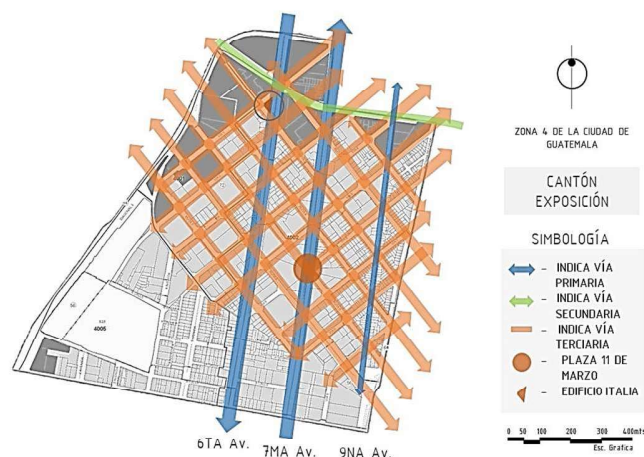 ZONA 4 DE LA CIUDAD DE
GUATEMALA
CANTÓN
EXPOSICIÓN
SIMBOLOGÍA
- INDICA VÍA
PRIMARIA
- INDICA VÍA
SECUNDARIA
- INDICA VÍA
TERCIARIA
- PLAZA 11 DE
MARZO
- EDIFICIO ITALIA
0 50 100 200 400mts
Esc. Grafica
4002
4006
6TA Av. 7MA Av. 9NA Av.